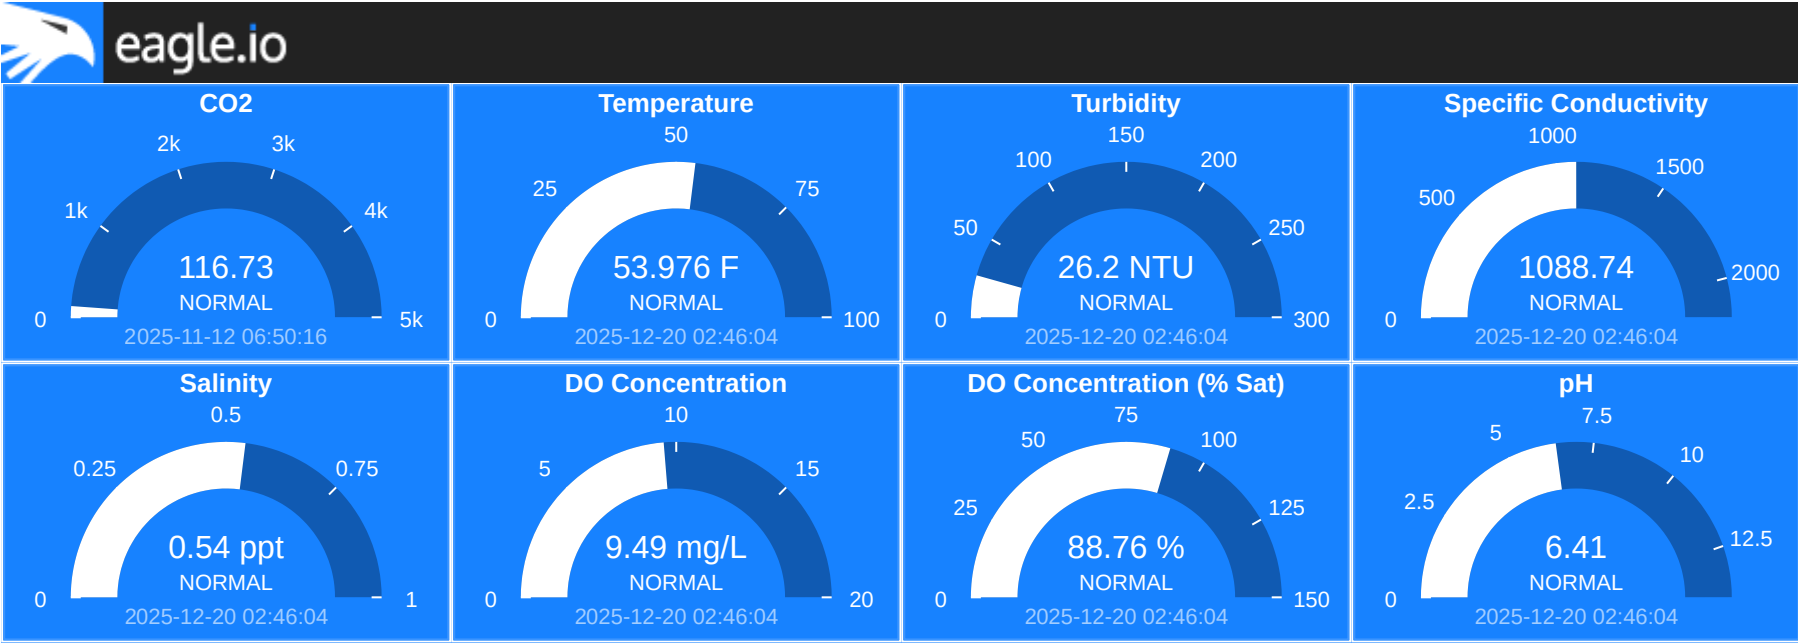 eagle.io
CO2
2k 3k
1k 4k
116.73
NORMAL
0 5k
2025-11-12 06:50:16
Temperature
50
25 75
53.976 F
NORMAL
0 100
2025-12-20 02:46:04
Turbidity
150
100 200
50 250
26.2 NTU
NORMAL
0 300
2025-12-20 02:46:04
Specific Conductivity
1000
1500
500
1088.74
2000
NORMAL
0
2025-12-20 02:46:04
Salinity
0.5
0.25 0.75
0.54 ppt
NORMAL
0 1
2025-12-20 02:46:04
DO Concentration
10
5 15
9.49 mg/L
NORMAL
0 20
2025-12-20 02:46:04
DO Concentration (% Sat)
75
50 100
25 125
88.76 %
NORMAL
0 150
2025-12-20 02:46:04
pH
7.5
5
10
2.5
12.5
6.41
NORMAL
0
2025-12-20 02:46:04